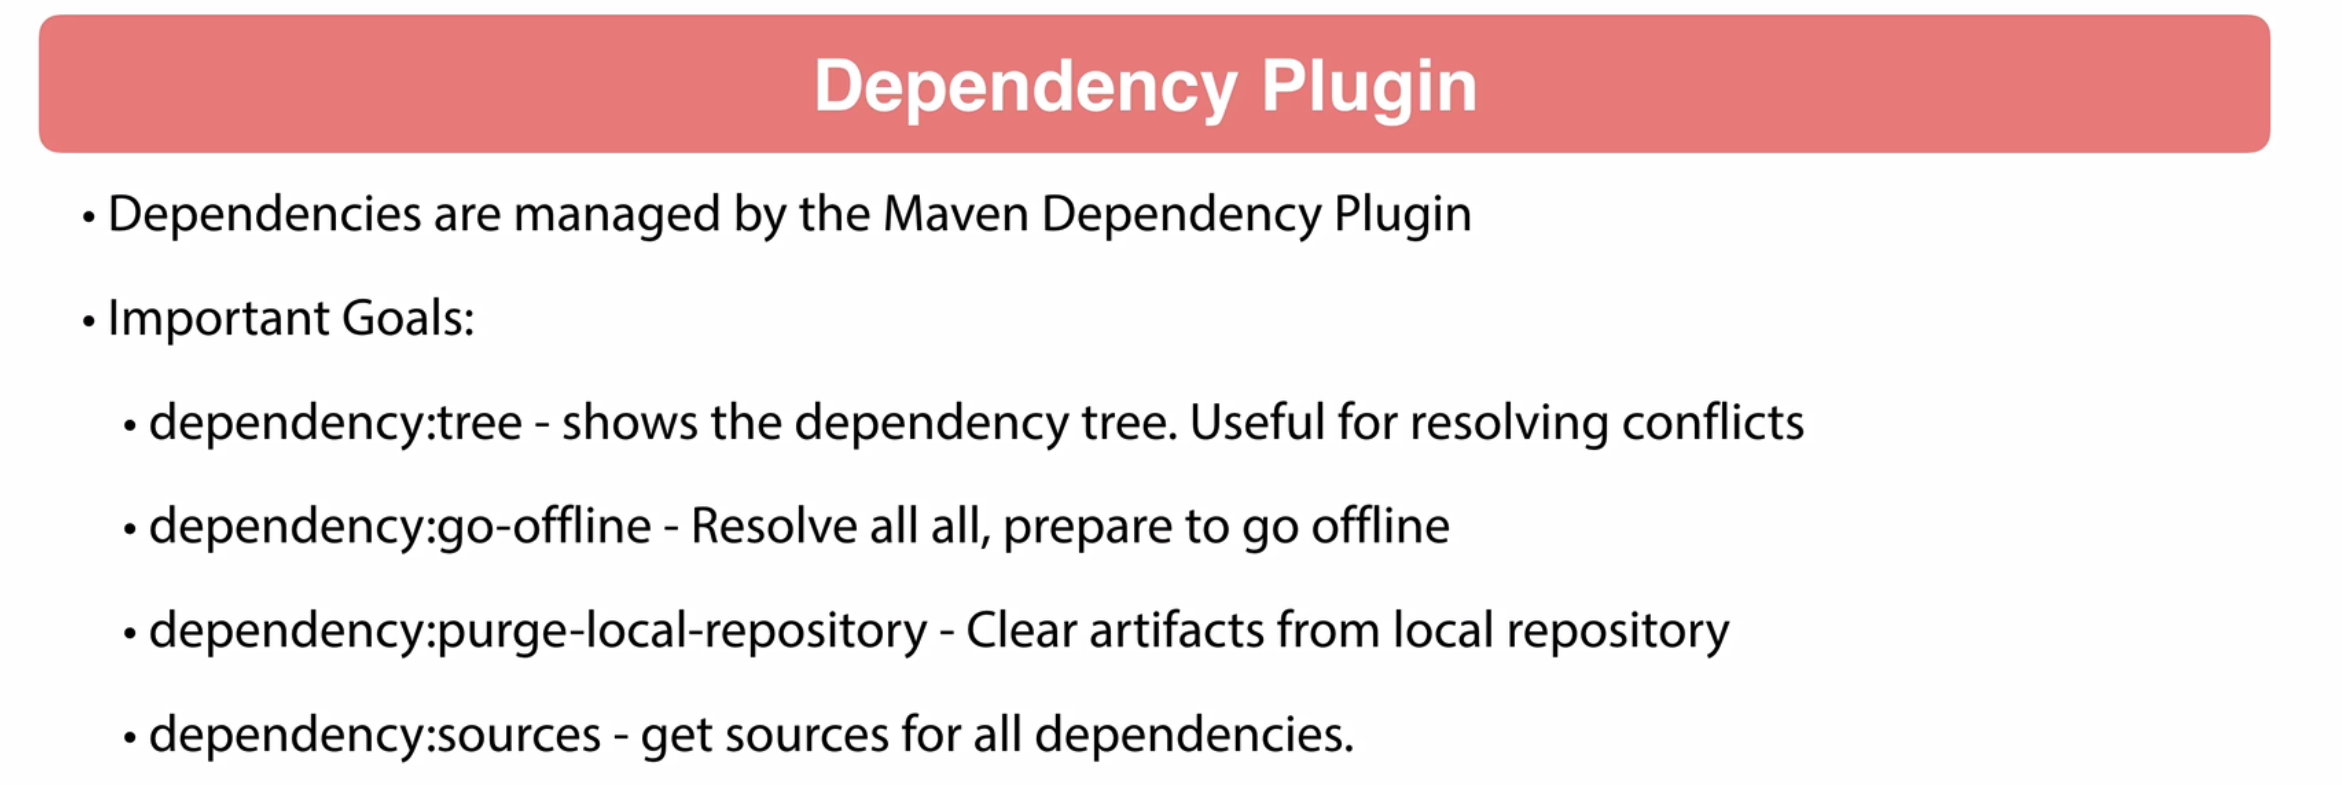 Dependency Plugin
• Dependencies are managed by the Maven Dependency Plugin
• Important Goals:
• dependency:tree - shows the dependency tree. Useful for resolving conflicts
• dependency:go-offline - Resolve all all, prepare to go offline
• dependency:purge-local-repository - Clear artifacts from local repository
• dependency:sources - get sources for all dependencies.